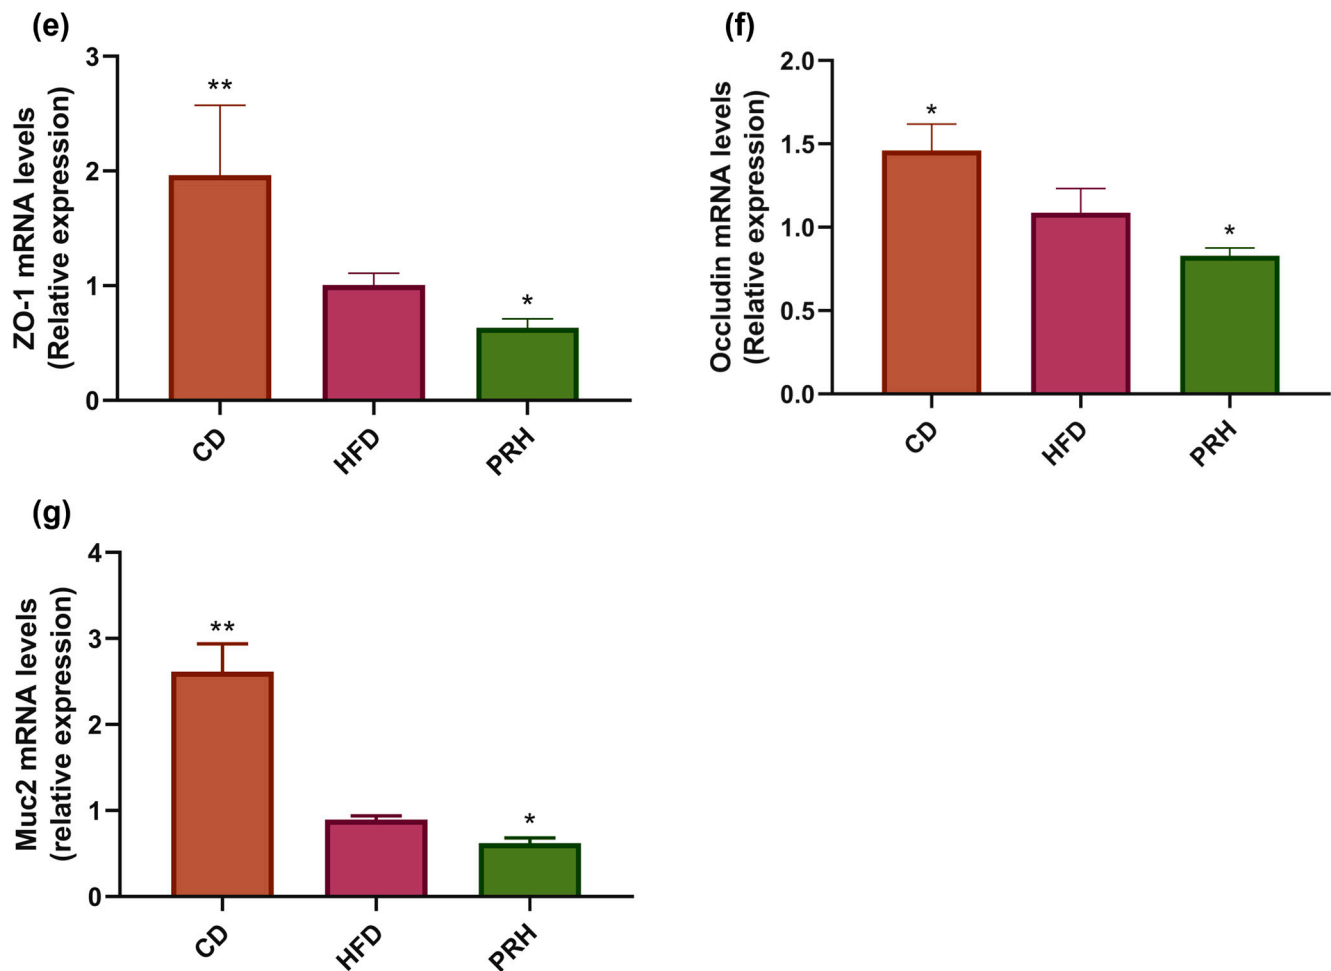 (e)
ZO-1 mRNA levels
(Relative expression)
3
2
1
0
**
*
CD
HFD
PRH
(f)
Occludin mRNA levels
(Relative expression)
2.0
1.5
1.0
0.5
0.0
*
*
CD
HFD
PRH
(g)
Muc2 mRNA levels
(relative expression)
4
3
2
1
0
**
*
CD
HFD
PRH